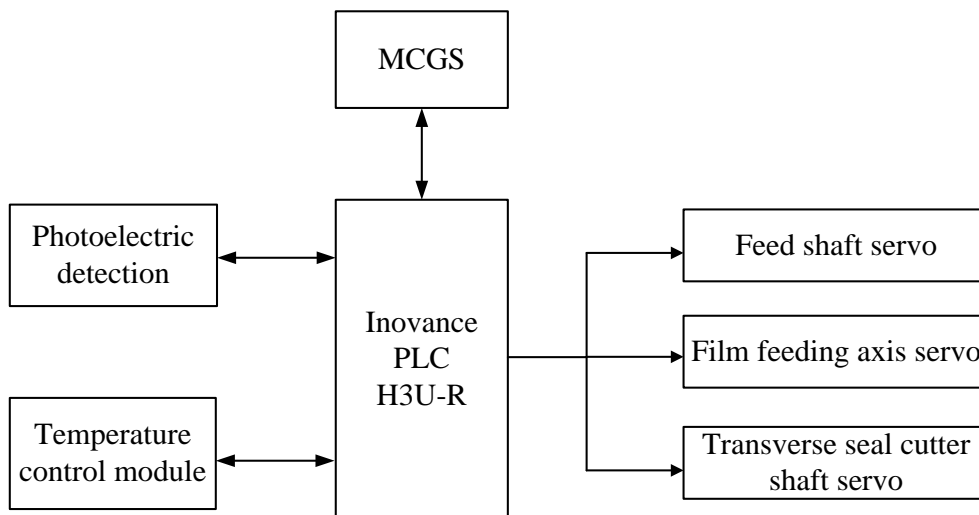 MCGS
Photoelectric
detection
Inovance
PLC
H3U-R
Temperature
control module
Feed shaft servo
Film feeding axis servo
Transverse seal cutter
shaft servo